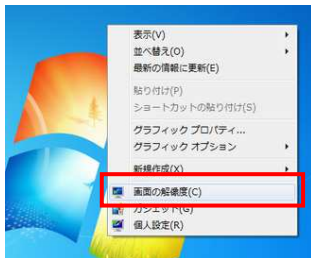 表示(V)
並べ替え(O)
最新の情報に更新(E)
貼り付け(P)
ショートカットの貼り付け(S)
グラフィック プロパティ...
グラフィック オプション
新規作成(X)
画面の解像度(C)
ガジェット(G)
個人設定(R)